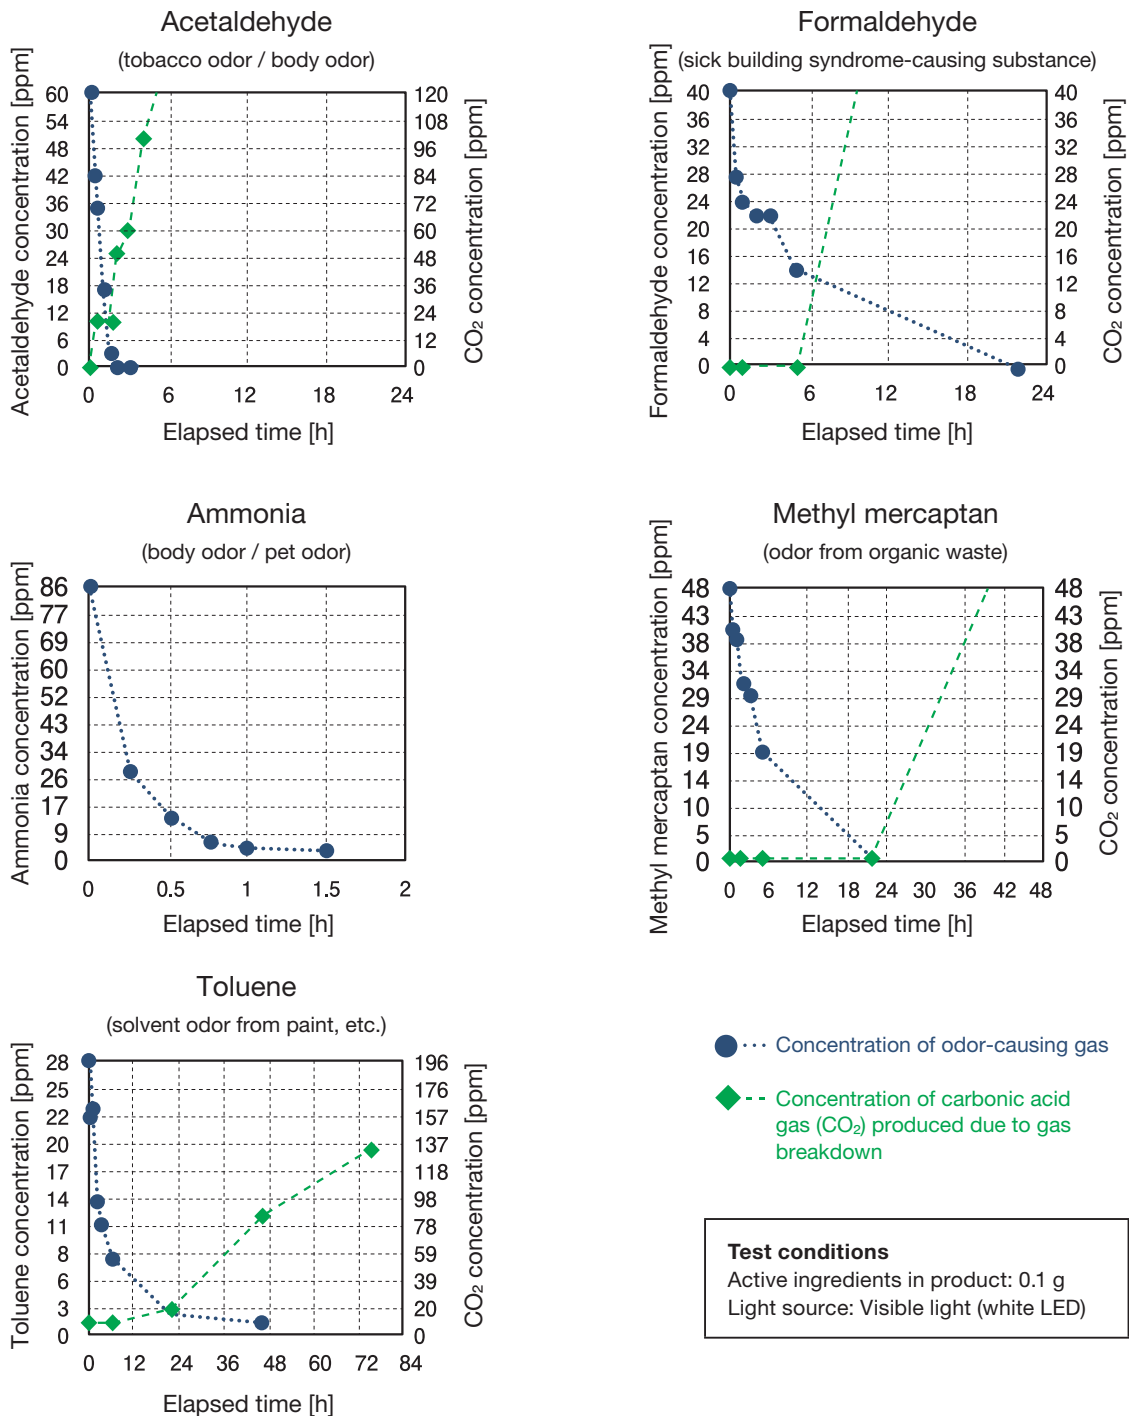 Acetaldehyde
(tobacco odor / body odor)
Acetaldehyde concentration [ppm]
60
54
48
42
36
30
24
18
12
6
0
120
108
96
84
72
60
48
36
24
12
0
CO₂ concentration [ppm]
0 6 12 18 24
Elapsed time [h]
Formaldehyde
(sick building syndrome-causing substance)
Formaldehyde concentration [ppm]
40
36
32
28
24
20
16
12
8
4
0
40
36
32
28
24
20
16
12
8
4
0
CO₂ concentration [ppm]
0 6 12 18 24
Elapsed time [h]
Ammonia
(body odor / pet odor)
Ammonia concentration [ppm]
86
77
69
60
52
43
34
26
17
9
0
0 0.5 1 1.5 2
Elapsed time [h]
Methyl mercaptan
(odor from organic waste)
Methyl mercaptan concentration [ppm]
48
43
38
34
29
24
19
14
10
5
0
48
43
38
34
29
24
19
14
10
5
0
CO₂ concentration [ppm]
0 6 12 18 24 30 36 42 48
Elapsed time [h]
Toluene
(solvent odor from paint, etc.)
Toluene concentration [ppm]
28
25
22
20
17
14
11
8
6
3
0
196
176
157
137
118
98
78
59
39
20
0
CO₂ concentration [ppm]
0 12 24 36 48 60 72 84
Elapsed time [h]
Concentration of odor-causing gas
Concentration of carbonic acid
gas (CO₂) produced due to gas
breakdown
Test conditions
Active ingredients in product: 0.1 g
Light source: Visible light (white LED)